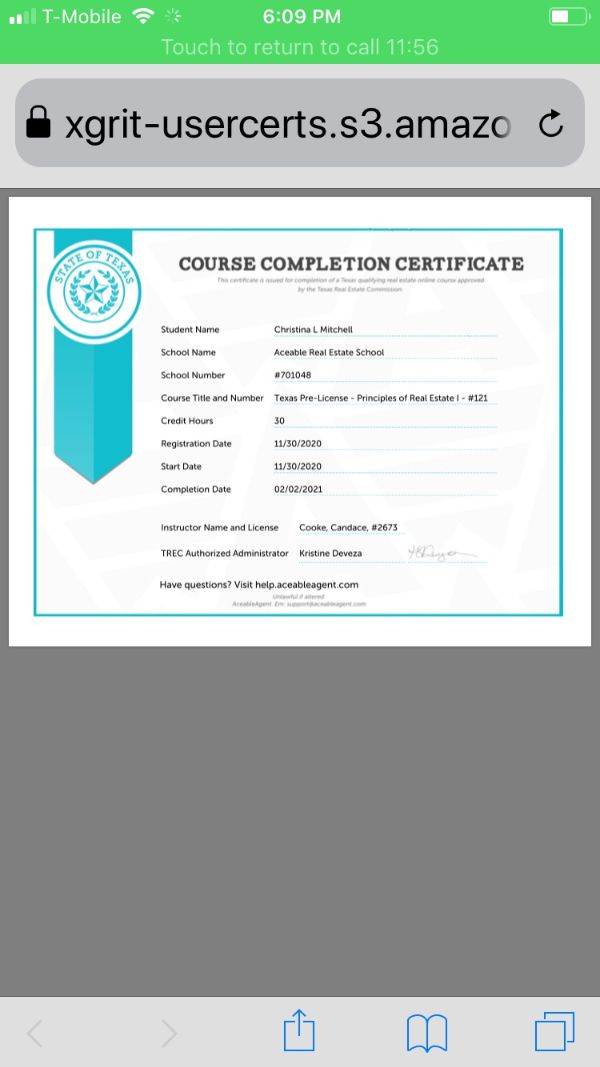 T-Mobile 6:09 PM
Touch to return to call 11:56
xgrit-usercerts.s3.amazo
STATE OF TEXAS
COURSE COMPLETION CERTIFICATE
This certificate is issued for completion of a Texas qualifying real estate online course approved
by the Texas Real Estate Commission.
Student Name Christina L Mitchell
School Name Aceable Real Estate School
School Number #701048
Course Title and Number Texas Pre-License - Principles of Real Estate I - #121
Credit Hours 30
Registration Date 11/30/2020
Start Date 11/30/2020
Completion Date 02/02/2021
Instructor Name and License Cooke, Candace, #2673
TREC Authorized Administrator Kristine Deveza
Have questions? Visit help.aceableagent.com
Unlawful if altered
AceableAgent Em: support@aceableagent.com